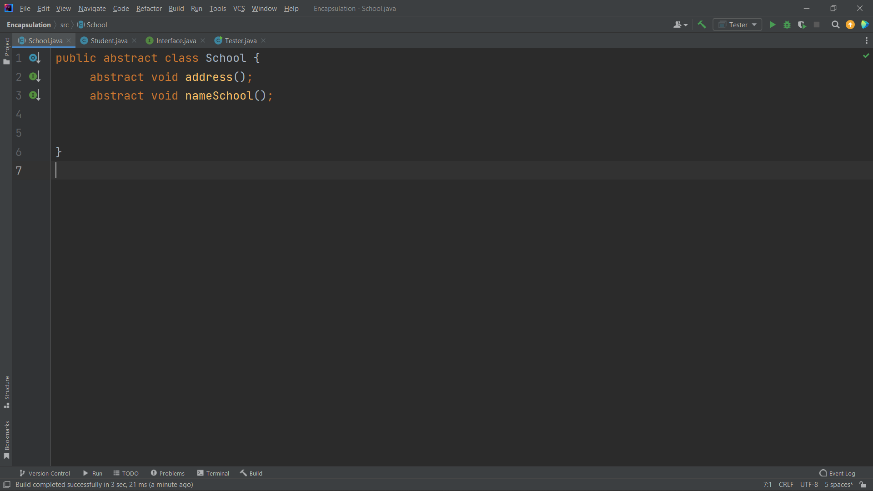 File Edit View Navigate Code Refactor Build Run Tools VCS Window Help Encapsulation - School.java
Encapsulation src School Tester
School.java Student.java Interface.java Tester.java
Project
1 public abstract class School {
2 abstract void address();
3 abstract void nameSchool();
4
5
6 }
7
Structure
Bookmarks
Version Control Run TODO Problems Terminal Build Event Log
Build completed successfully in 3 sec, 21 ms (a minute ago) 7:1 CRLF UTF-8 5 spaces*